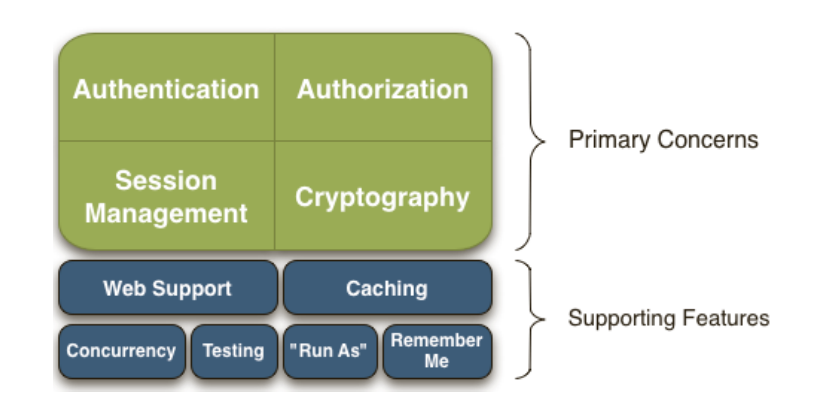 Authentication
Authorization
Session
Management
Cryptography
Primary Concerns
Web Support
Caching
Concurrency
Testing
"Run As"
Remember
Me
Supporting Features